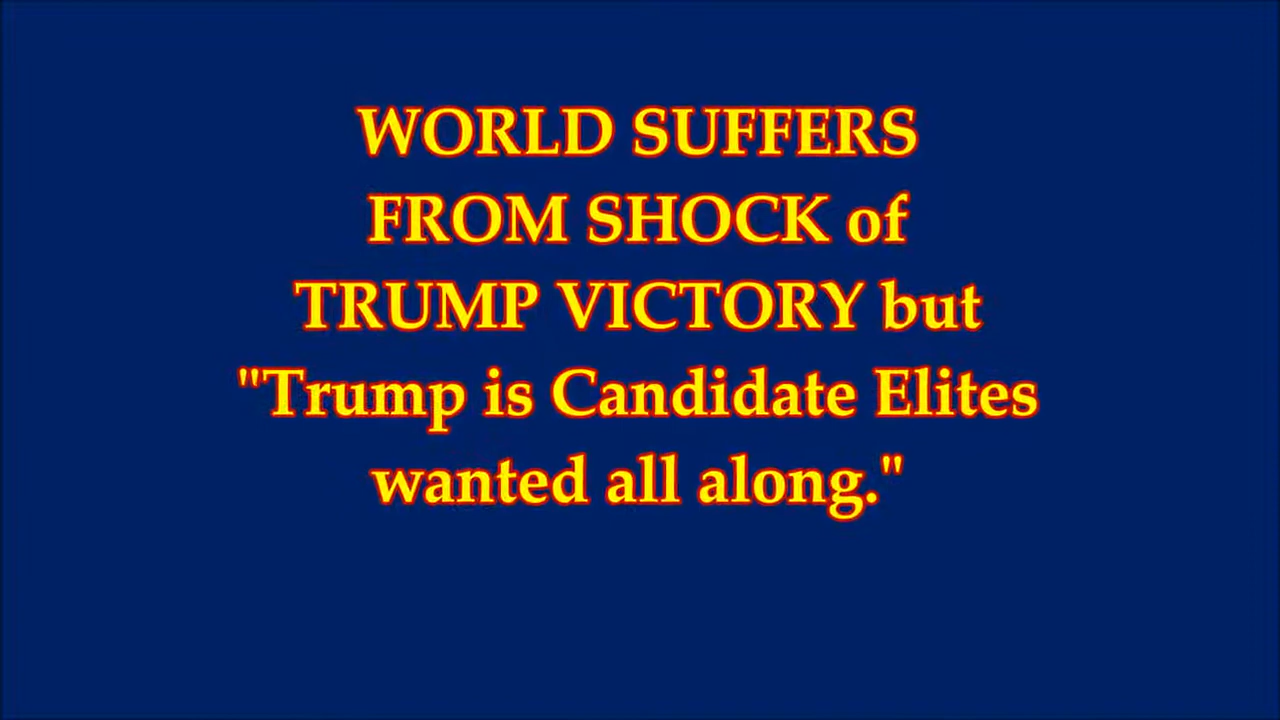 WORLD SUFFERS
FROM SHOCK of
TRUMP VICTORY but
"Trump is Candidate Elites
wanted all along."